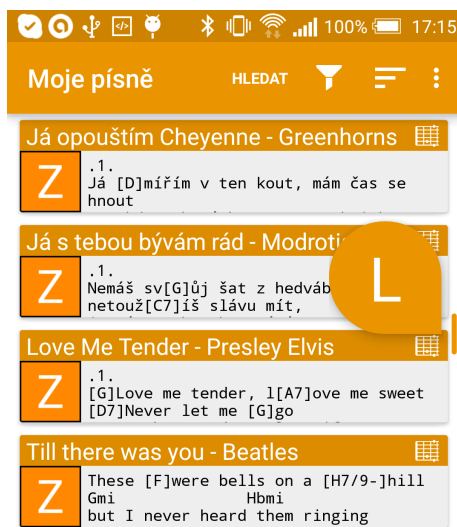 100% 17:15
Moje písně HLEDAT
Já opouštím Cheyenne - Greenhorns
Z
.1.
Já [D]mířím v ten kout, mám čas se
hnout
Já s tebou bývám rád -
L
Z
.1.
Nemáš sv[G]ůj šat z
netouž[C7]íš slávu mít,
Love Me Tender - Presley Elvis
Z
.1.
[G]Love me tender, l[A7]ove me sweet
[D7]Never let me [G]go
Till there was you - Beatles
Z
These [F]were bells on a [H7/9-]hill
Gmi Hbmi
but I never heard them ringing